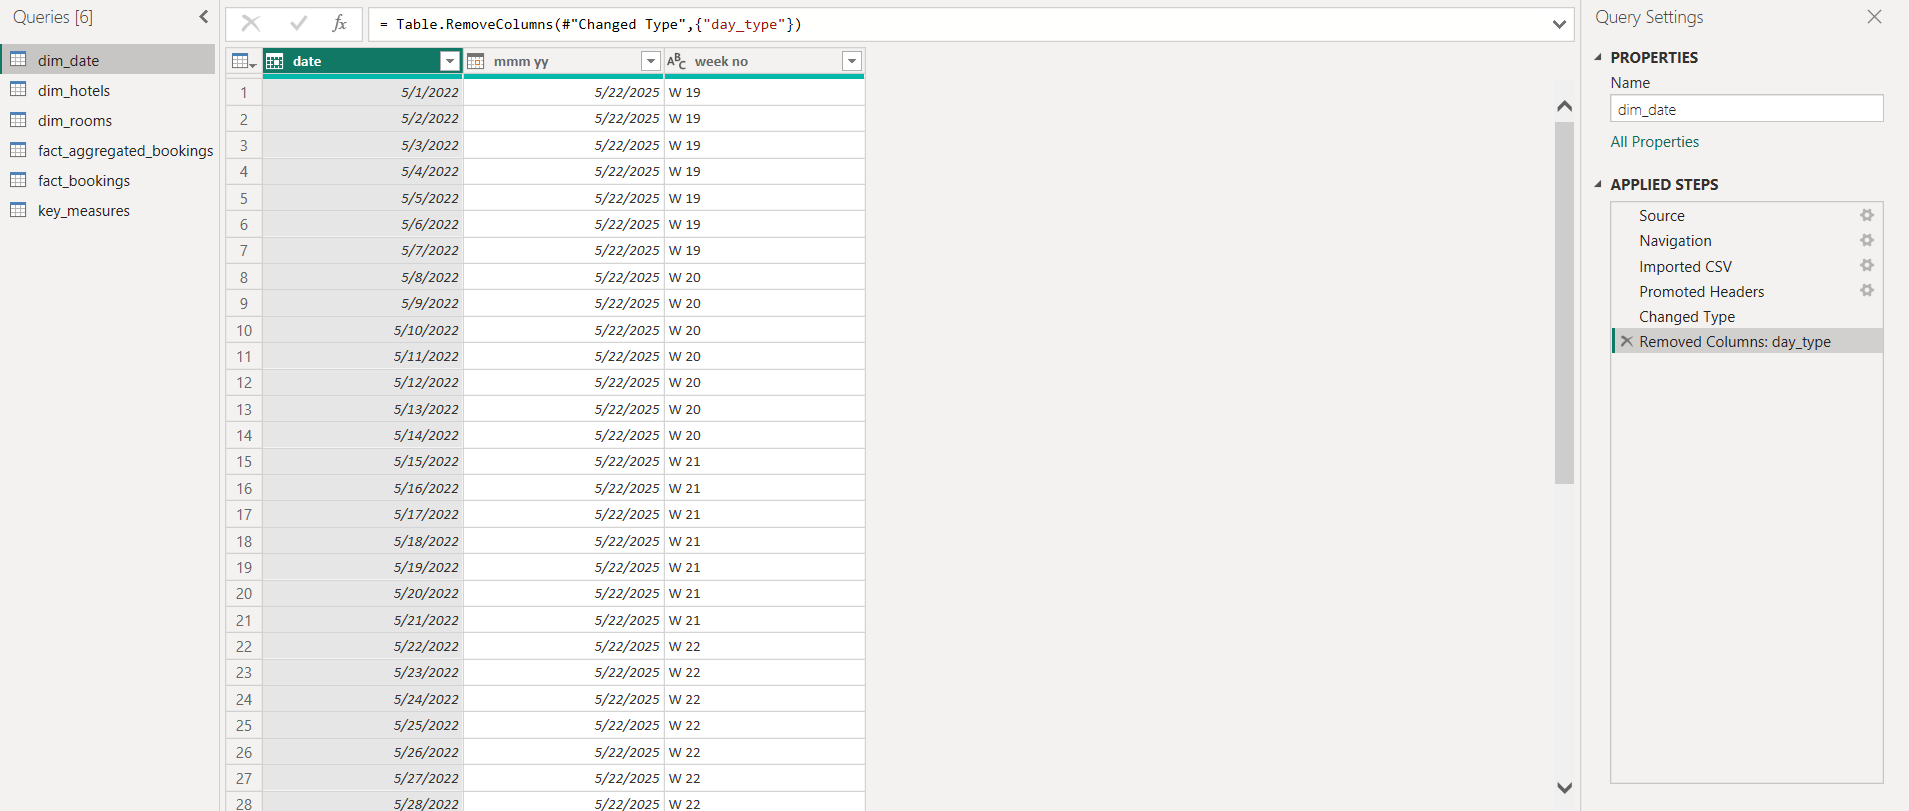 Queries [6]
dim_date
dim_hotels
dim_rooms
fact_aggregated_bookings
fact_bookings
key_measures
fx = Table.RemoveColumns(#"Changed Type",{"day_type"})
date mmm yy ABC week no
1 5/1/2022 5/22/2025 W 19
2 5/2/2022 5/22/2025 W 19
3 5/3/2022 5/22/2025 W 19
4 5/4/2022 5/22/2025 W 19
5 5/5/2022 5/22/2025 W 19
6 5/6/2022 5/22/2025 W 19
7 5/7/2022 5/22/2025 W 19
8 5/8/2022 5/22/2025 W 20
9 5/9/2022 5/22/2025 W 20
10 5/10/2022 5/22/2025 W 20
11 5/11/2022 5/22/2025 W 20
12 5/12/2022 5/22/2025 W 20
13 5/13/2022 5/22/2025 W 20
14 5/14/2022 5/22/2025 W 20
15 5/15/2022 5/22/2025 W 21
16 5/16/2022 5/22/2025 W 21
17 5/17/2022 5/22/2025 W 21
18 5/18/2022 5/22/2025 W 21
19 5/19/2022 5/22/2025 W 21
20 5/20/2022 5/22/2025 W 21
21 5/21/2022 5/22/2025 W 21
22 5/22/2022 5/22/2025 W 22
23 5/23/2022 5/22/2025 W 22
24 5/24/2022 5/22/2025 W 22
25 5/25/2022 5/22/2025 W 22
26 5/26/2022 5/22/2025 W 22
27 5/27/2022 5/22/2025 W 22
28 5/28/2022 5/22/2025 W 22
Query Settings
PROPERTIES
Name
dim_date
All Properties
APPLIED STEPS
Source
Navigation
Imported CSV
Promoted Headers
Changed Type
Removed Columns: day_type